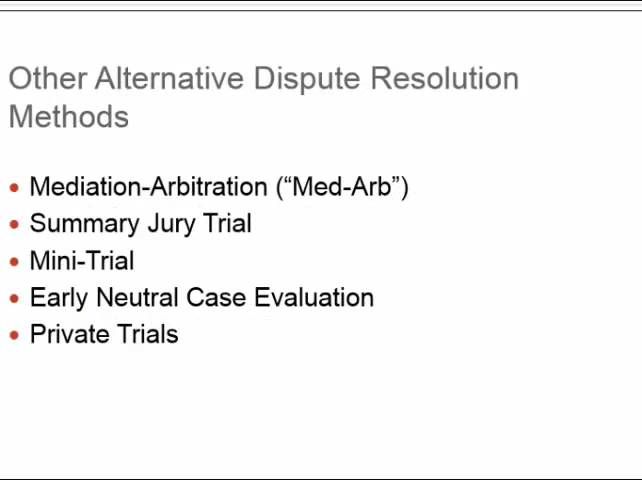 Other Alternative Dispute Resolution
Methods
• Mediation-Arbitration (“Med-Arb”)
• Summary Jury Trial
• Mini-Trial
• Early Neutral Case Evaluation
• Private Trials